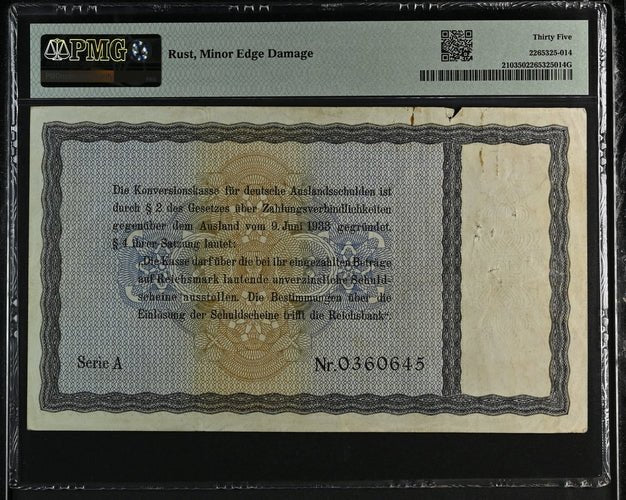 PMG
Rust, Minor Edge Damage
Thirty Five
2265325-014
2103502265325014G
Die Konversionskasse für deutsche Auslandsschulden ist
durch § 2 des Gesetzes über Zahlungsverbindlichkeiten
gegenüber dem Ausland vom 9. Juni 1933 gegründet.
§ 4 ihrer Satzung lautet:
„Die Kasse darf über die bei ihr eingezahlten Beträge
auf Reichsmark lautende unverzinsliche Schuld-
scheine ausstellen. Die Bestimmungen über die
Einlösung der Schuldscheine trifft die Reichsbank“.
Serie A
Nr.0360645